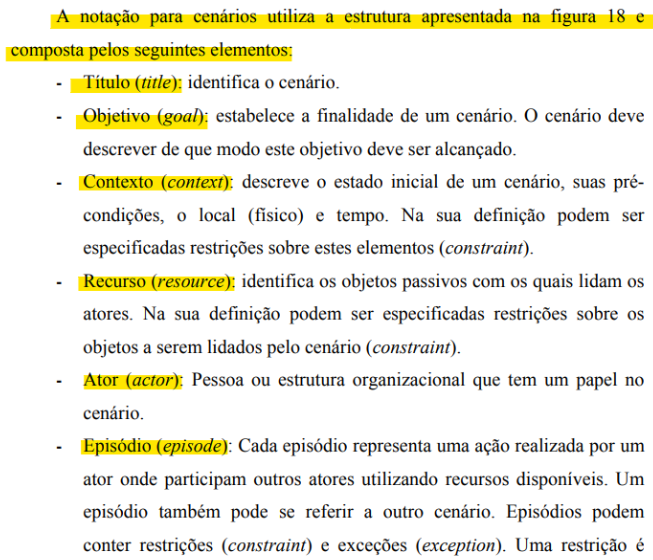 A notação para cenários utiliza a estrutura apresentada na figura 18 e
composta pelos seguintes elementos:
- Título (title): identifica o cenário.
- Objetivo (goal): estabelece a finalidade de um cenário. O cenário deve
descrever de que modo este objetivo deve ser alcançado.
- Contexto (context): descreve o estado inicial de um cenário, suas pré-
condições, o local (físico) e tempo. Na sua definição podem ser
especificadas restrições sobre estes elementos (constraint).
- Recurso (resource): identifica os objetos passivos com os quais lidam os
atores. Na sua definição podem ser especificadas restrições sobre os
objetos a serem lidados pelo cenário (constraint).
- Ator (actor): Pessoa ou estrutura organizacional que tem um papel no
cenário.
- Episódio (episode): Cada episódio representa uma ação realizada por um
ator onde participam outros atores utilizando recursos disponíveis. Um
episódio também pode se referir a outro cenário. Episódios podem
conter restrições (constraint) e exceções (exception). Uma restrição é